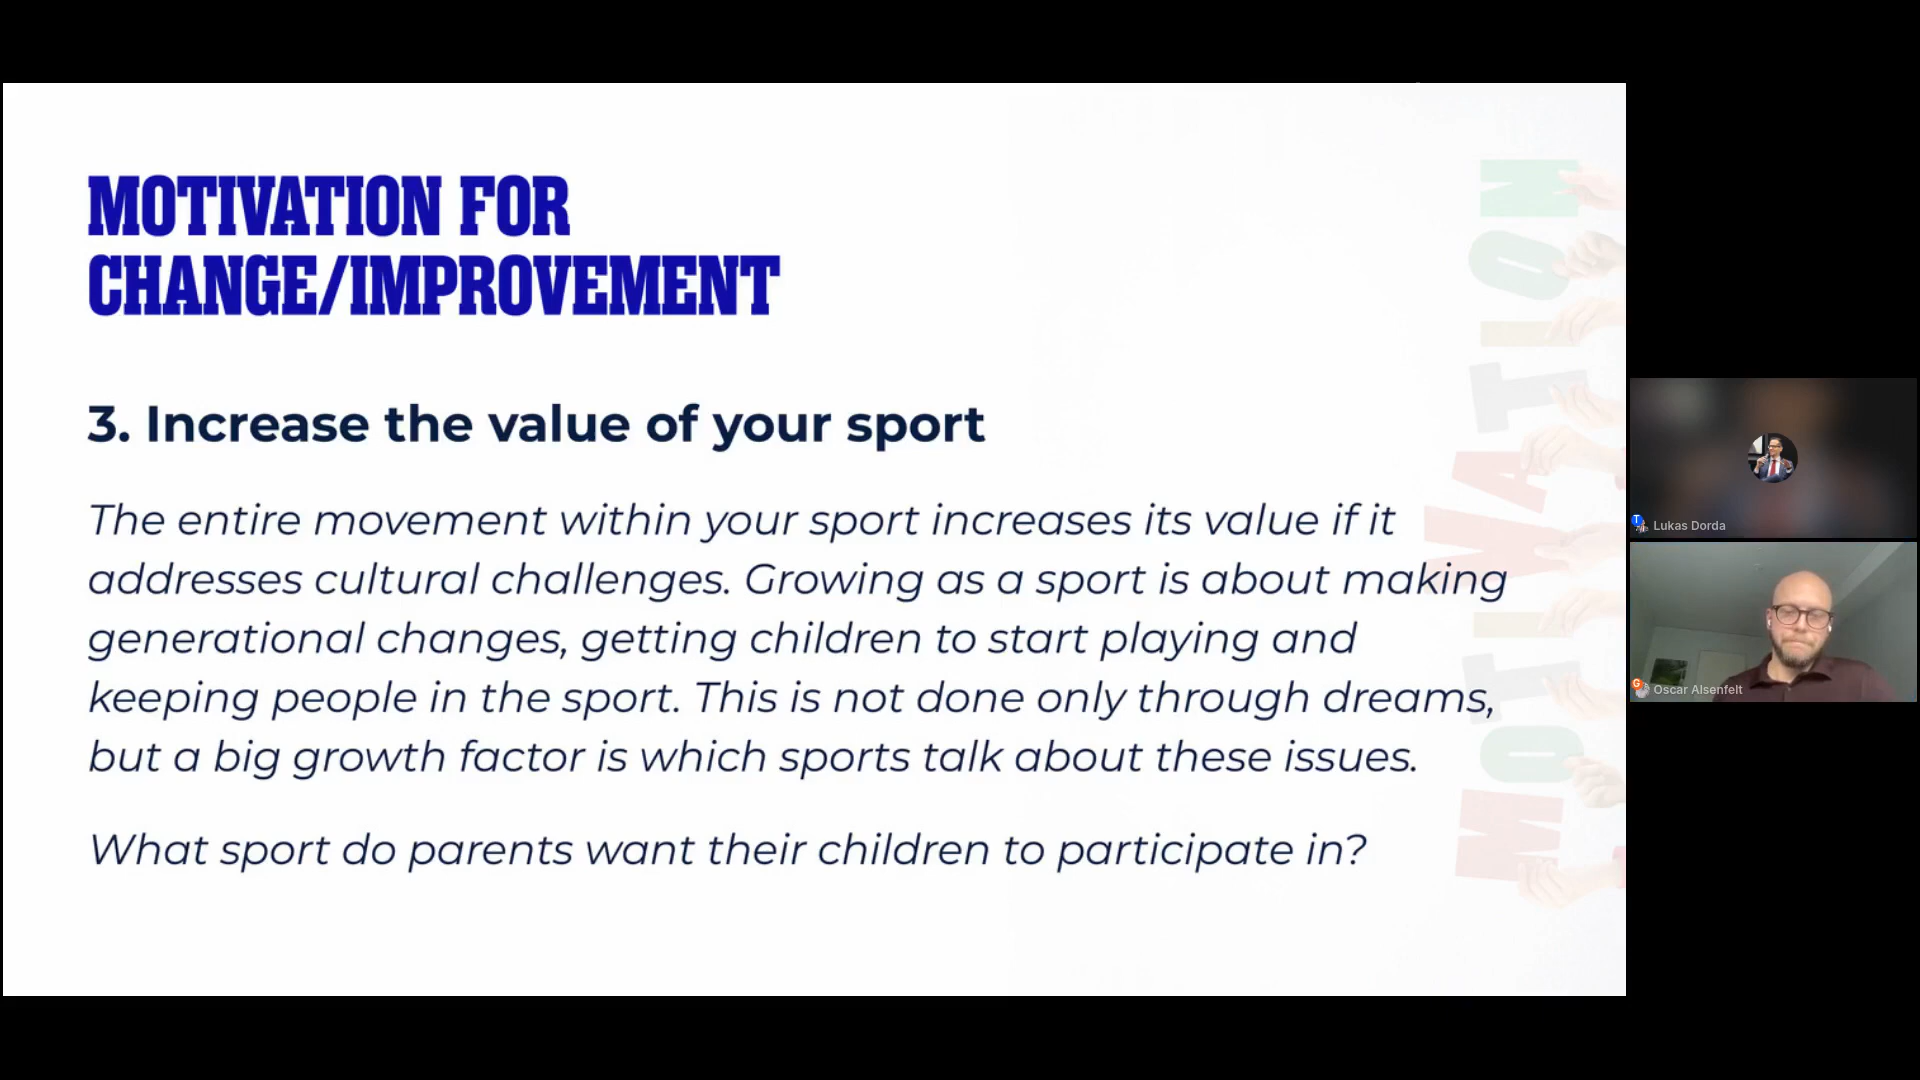 MOTIVATION FOR
CHANGE/IMPROVEMENT
3. Increase the value of your sport
The entire movement within your sport increases its value if it
addresses cultural challenges. Growing as a sport is about making
generational changes, getting children to start playing and
keeping people in the sport. This is not done only through dreams,
but a big growth factor is which sports talk about these issues.
What sport do parents want their children to participate in?
MOTIVATION
T
Lukas Dorda
G
Oscar Alsenfelt